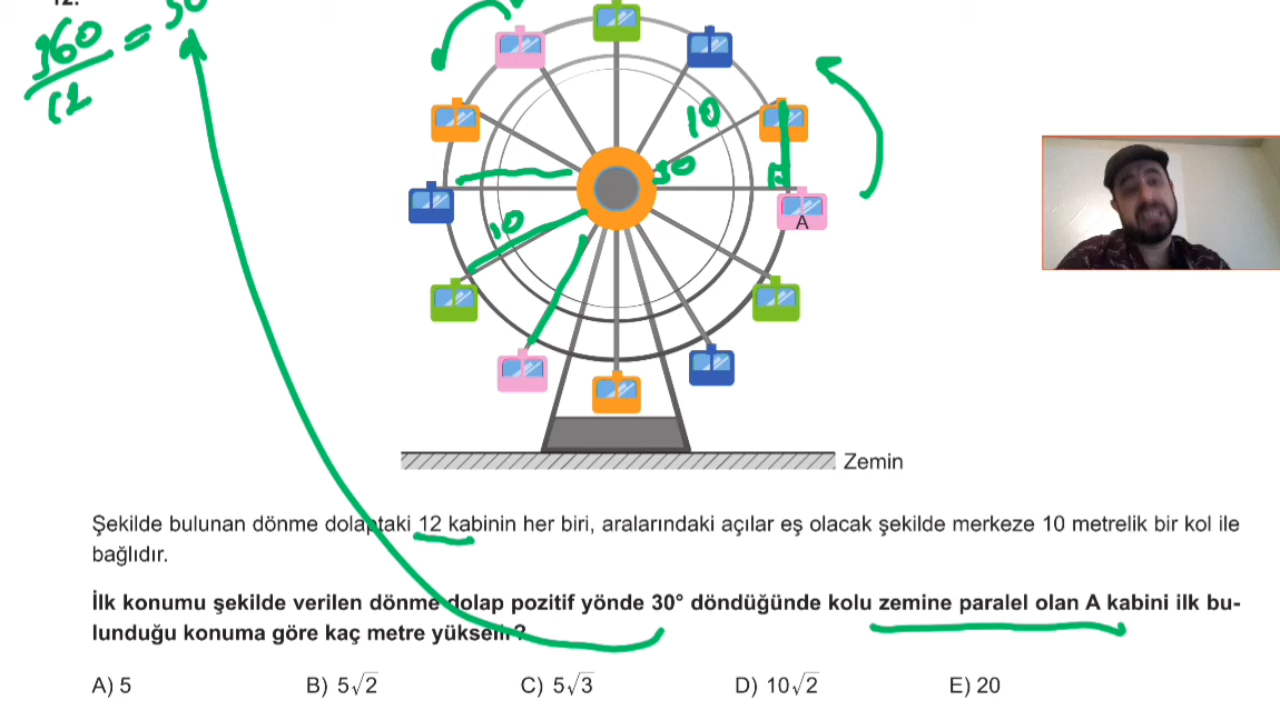 12.
360
12
= 30
10
30
A
10
Zemin
Şekilde bulunan dönme dolaptaki 12 kabinin her biri, aralarındaki açılar eş olacak şekilde merkeze 10 metrelik bir kol ile
bağlıdır.
İlk konumu şekilde verilen dönme dolap pozitif yönde 30° döndüğünde kolu zemine paralel olan A kabini ilk bu-
lunduğu konuma göre kaç metre yükselir?
A) 5 B) 5√2 C) 5√3 D) 10√2 E) 20